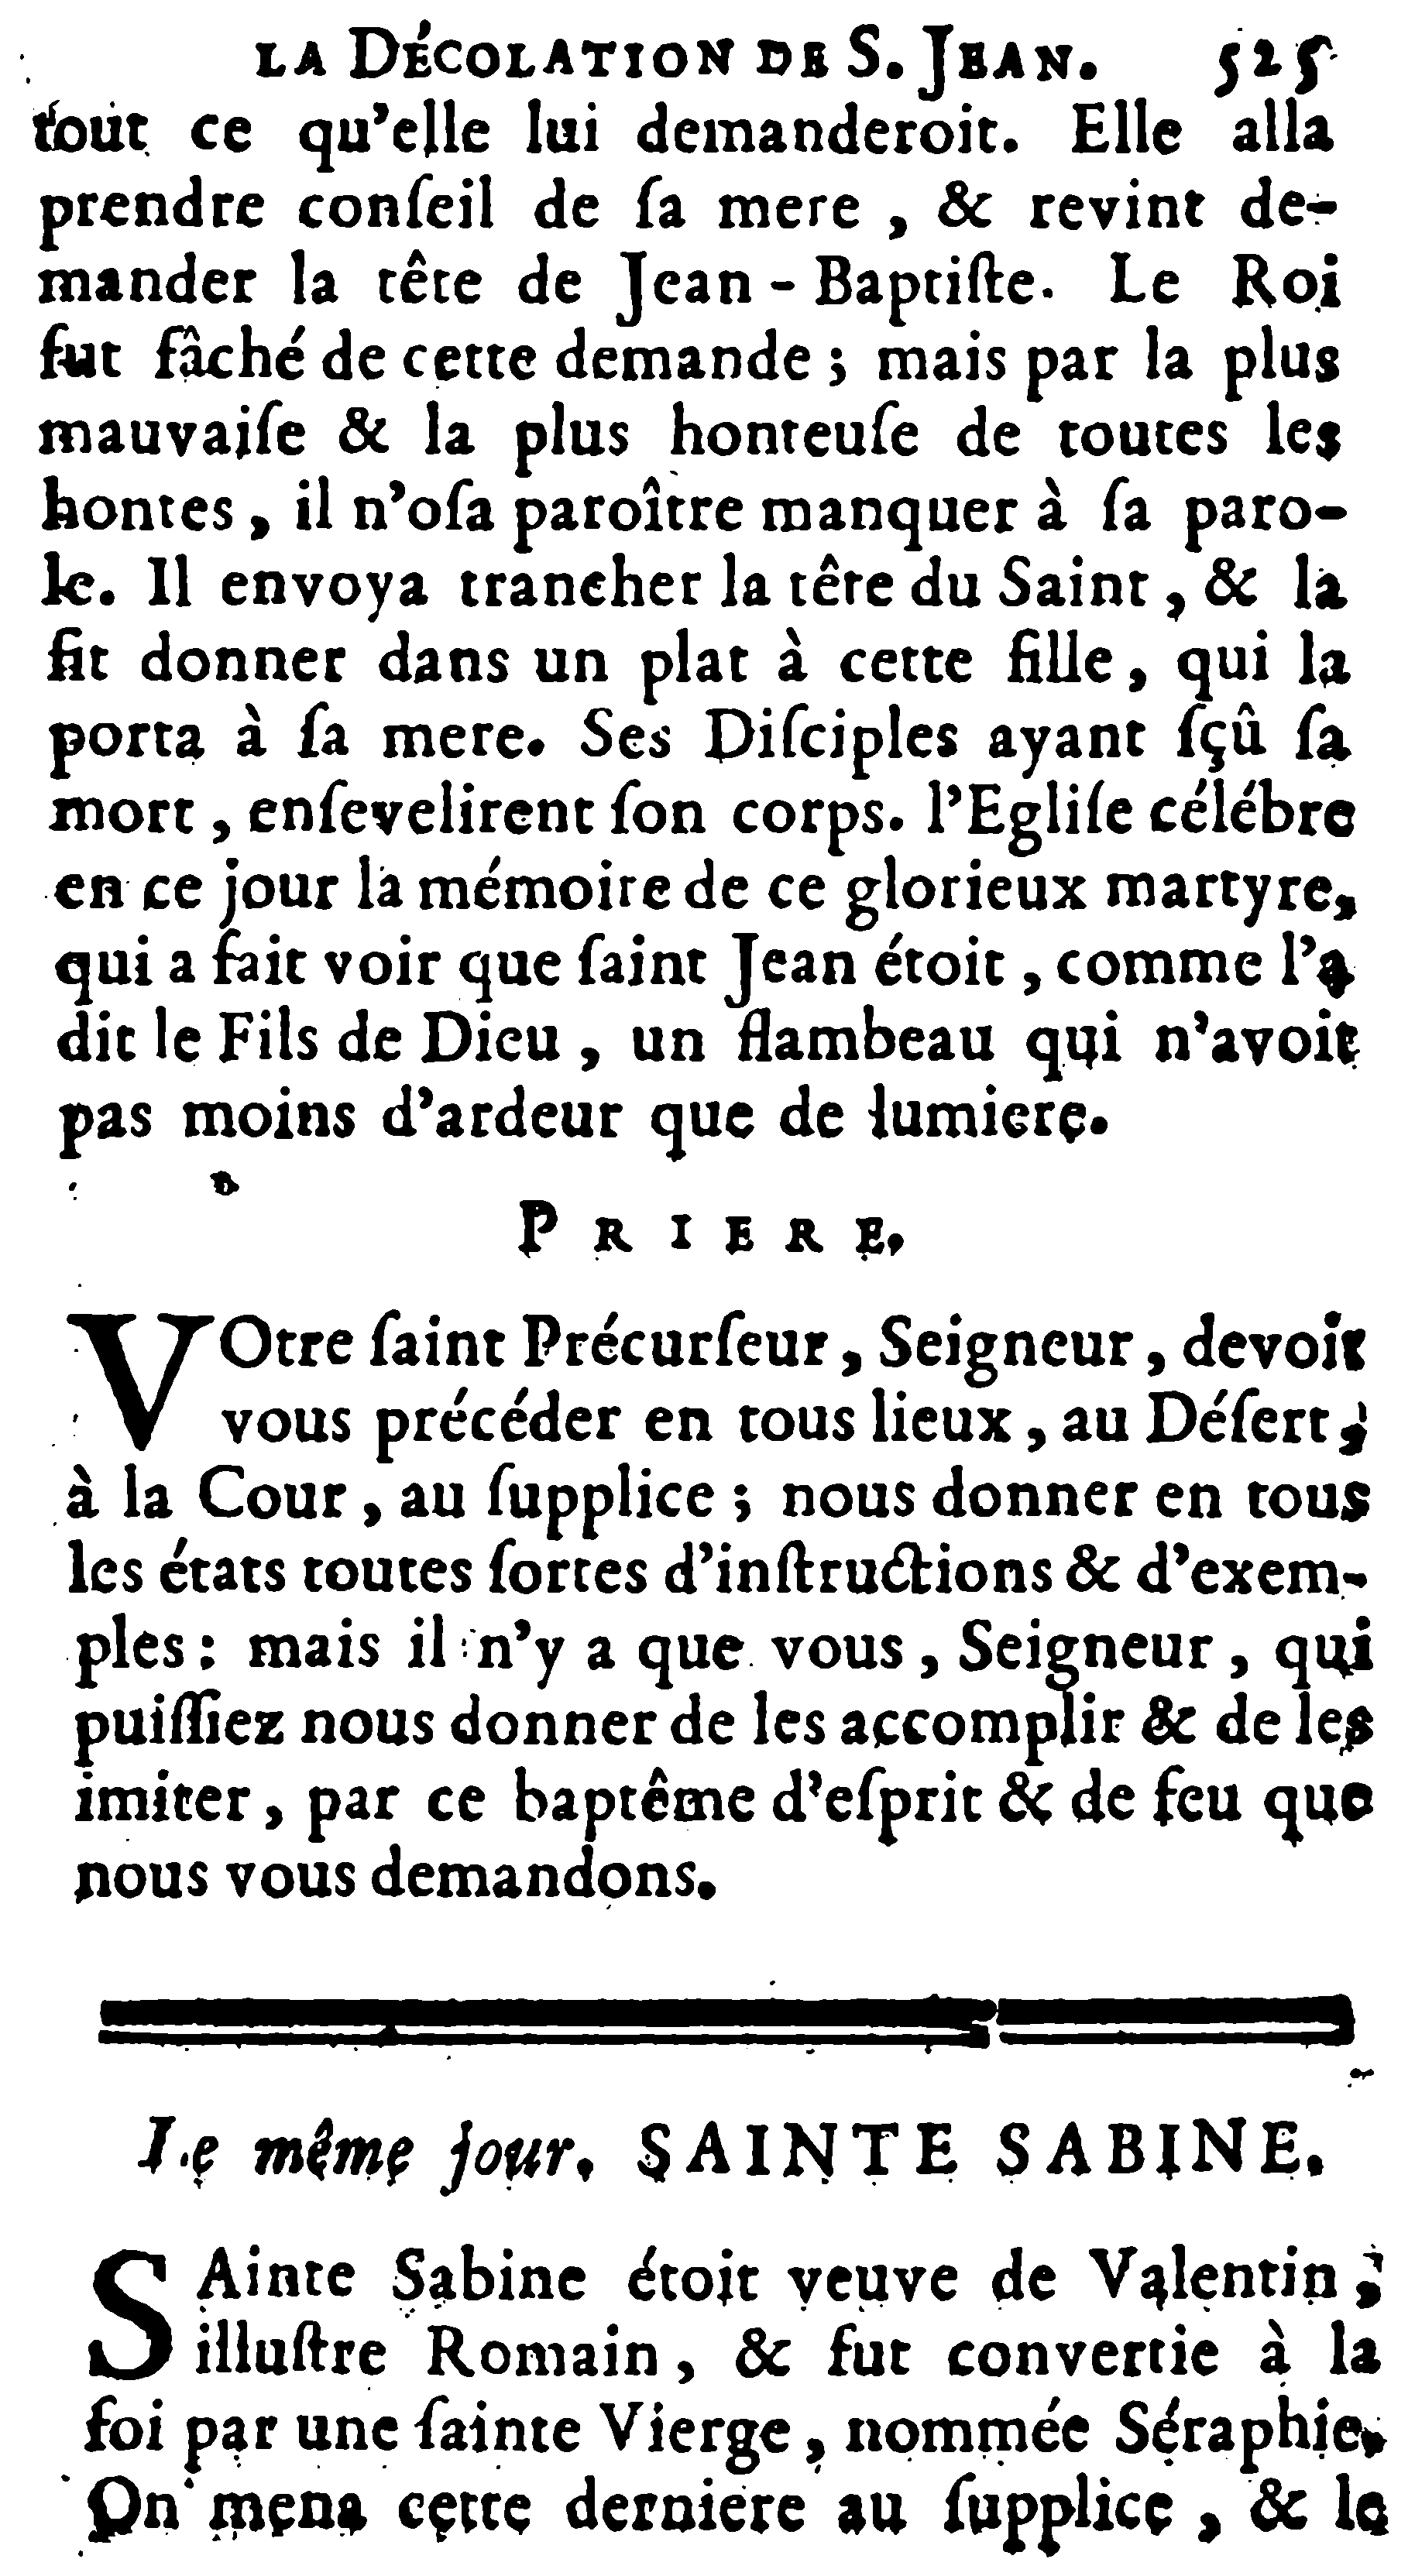 LA DÉCOLATION DE S. JEAN. 525
tout ce qu'elle lui demanderoit. Elle alla
prendre conſeil de ſa mere, & revint de-
mander la tête de Jean-Baptiſte. Le Roi
fut fâché de cette demande; mais par la plus
mauvaiſe & la plus honteuſe de toutes les
hontes, il n'oſa paroître manquer à ſa paro-
le. Il envoya trancher la tête du Saint, & la
fit donner dans un plat à cette fille, qui la
porta à ſa mere. Ses Diſciples ayant ſçû ſa
mort, enſevelirent ſon corps. l'Egliſe célébre
en ce jour la mémoire de ce glorieux martyre,
qui a fait voir que ſaint Jean étoit, comme l'a
dit le Fils de Dieu, un flambeau qui n'avoit
pas moins d'ardeur que de lumiere.
PRIERE.
VOtre ſaint Précurſeur, Seigneur, devoit
vous précéder en tous lieux, au Déſert,
à la Cour, au ſupplice; nous donner en tous
les états toutes ſortes d'inſtructions & d'exem-
ples: mais il n'y a que vous, Seigneur, qui
puiſſiez nous donner de les accomplir & de les
imiter, par ce baptême d'eſprit & de feu que
nous vous demandons.
Le même jour. SAINTE SABINE.
SAinte Sabine étoit veuve de Valentin,
illuſtre Romain, & fut convertie à la
foi par une ſainte Vierge, nommée Séraphie.
On mena cette derniere au ſupplice, & le